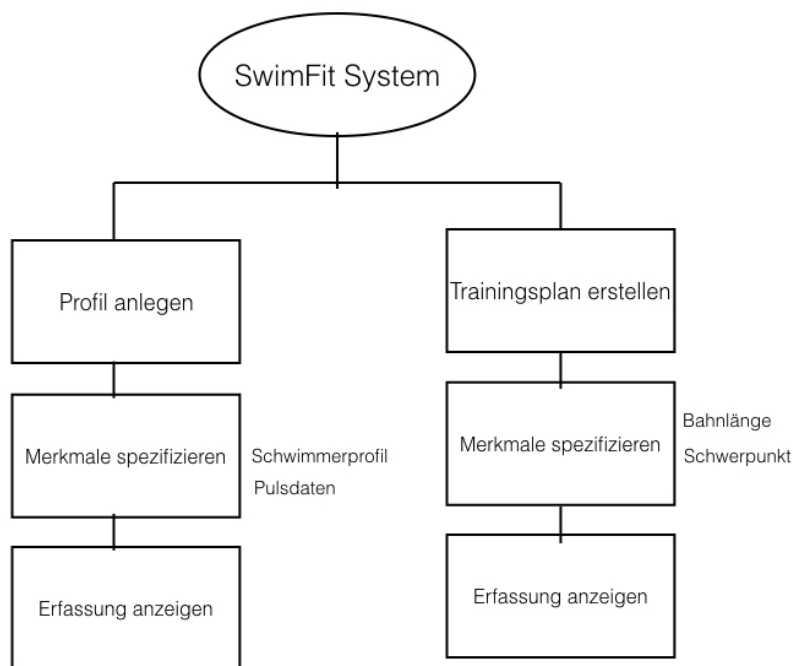 SwimFit System
Profil anlegen
Trainingsplan erstellen
Merkmale spezifizieren
Schwimmerprofil
Pulsdaten
Merkmale spezifizieren
Bahnlänge
Schwerpunkt
Erfassung anzeigen
Erfassung anzeigen